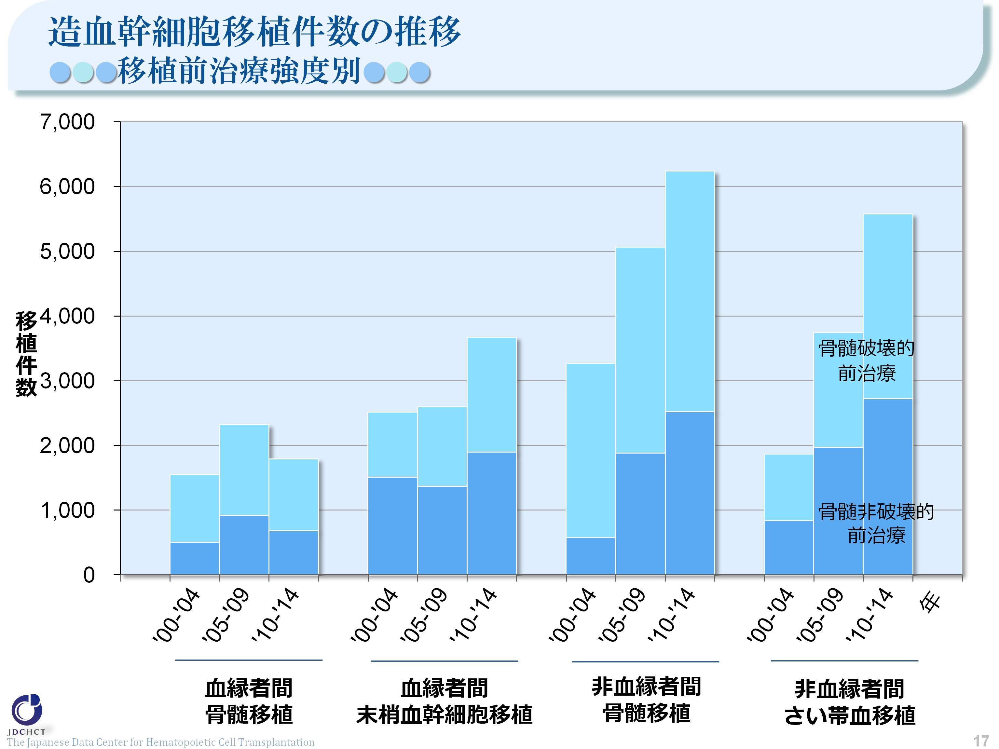 造血幹細胞移植件数の推移
移植前治療強度別
7,000
6,000
5,000
4,000
3,000
2,000
1,000
0
移植件数
骨髄破壊的
前治療
骨髄非破壊的
前治療
'00-'04
'05-'09
'10-'14
'00-'04
'05-'09
'10-'14
'00-'04
'05-'09
'10-'14
'00-'04
'05-'09
'10-'14
年
血縁者間
骨髄移植
血縁者間
末梢血幹細胞移植
非血縁者間
骨髄移植
非血縁者間
さい帯血移植
JDCHCT
The Japanese Data Center for Hematopoietic Cell Transplantation
17